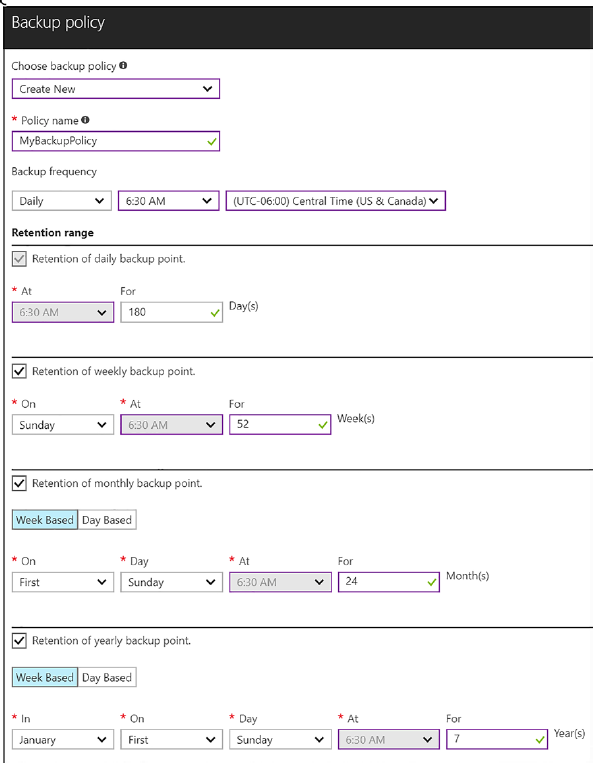 Backup policy
Choose backup policy
Create New
* Policy name
MyBackupPolicy
Backup frequency
Daily 6:30 AM (UTC-06:00) Central Time (US & Canada)
Retention range
Retention of daily backup point.
* At For
6:30 AM 180 Day(s)
Retention of weekly backup point.
* On * At For
Sunday 6:30 AM 52 Week(s)
Retention of monthly backup point.
Week Based Day Based
* On * Day * At For
First Sunday 6:30 AM 24 Month(s)
Retention of yearly backup point.
Week Based Day Based
* In * On * Day * At For
January First Sunday 6:30 AM 7 Year(s)